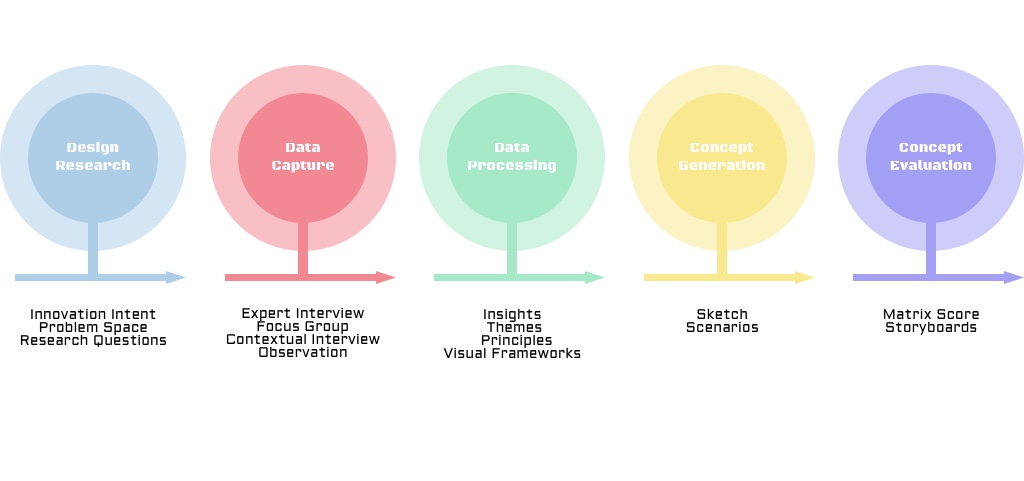 Design
Research
Data
Capture
Data
Processing
Concept
Generation
Concept
Evaluation
Innovation Intent
Problem Space
Research Questions
Expert Interview
Focus Group
Contextual Interview
Observation
Insights
Themes
Principles
Visual Frameworks
Sketch
Scenarios
Matrix Score
Storyboards